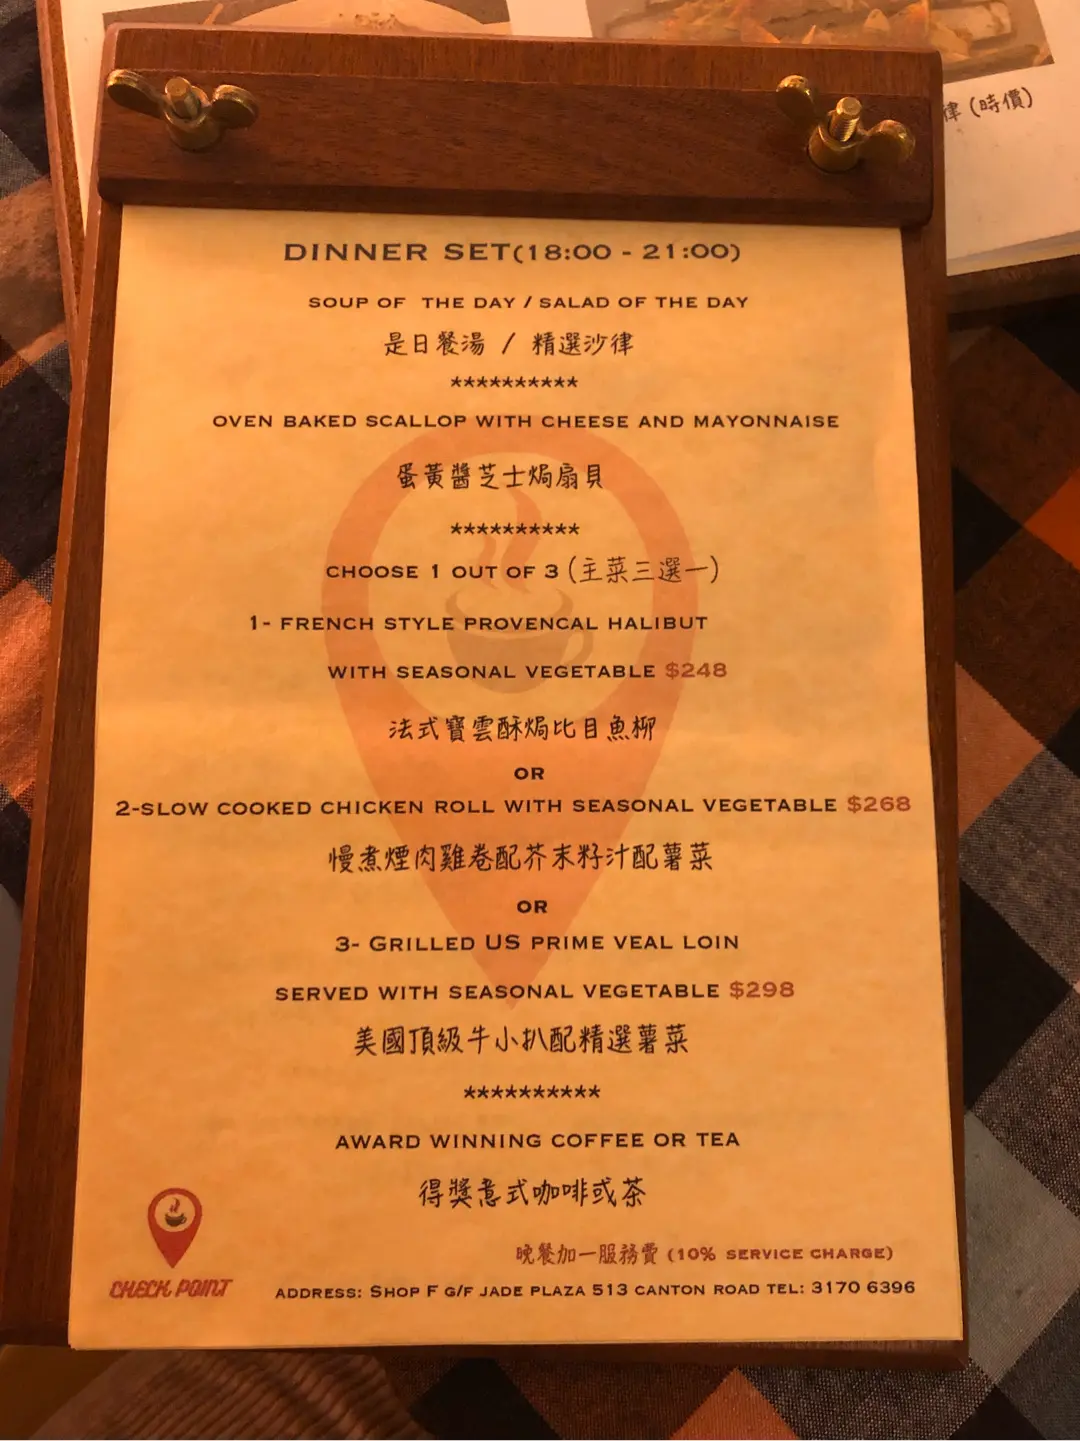 律 (時價)
DINNER SET(18:00 - 21:00)
SOUP OF THE DAY / SALAD OF THE DAY
是日餐湯 / 精選沙律
**********
OVEN BAKED SCALLOP WITH CHEESE AND MAYONNAISE
蛋黃醬芝士焗扇貝
**********
CHOOSE 1 OUT OF 3 (主菜三選一)
1- FRENCH STYLE PROVENCAL HALIBUT
WITH SEASONAL VEGETABLE $248
法式寶雲酥焗比目魚柳
OR
2-SLOW COOKED CHICKEN ROLL WITH SEASONAL VEGETABLE $268
慢煮煙肉雞卷配芥末籽汁配薯菜
OR
3- GRILLED US PRIME VEAL LOIN
SERVED WITH SEASONAL VEGETABLE $298
美國頂級牛小扒配精選薯菜
**********
AWARD WINNING COFFEE OR TEA
得獎意式咖啡或茶
晚餐加一服務費 (10% SERVICE CHARGE)
CHECK POINT
ADDRESS: SHOP F G/F JADE PLAZA 513 CANTON ROAD TEL: 3170 6396